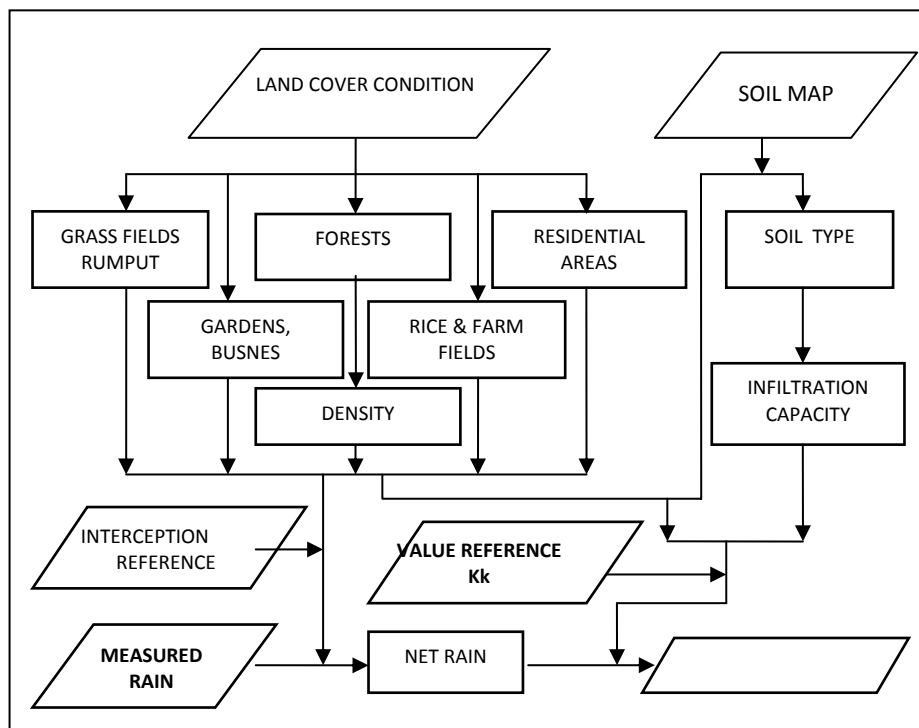 LAND COVER CONDITION
SOIL MAP
GRASS FIELDS
RUMPUT
FORESTS
RESIDENTIAL
AREAS
SOIL TYPE
GARDENS,
BUSNES
RICE & FARM
FIELDS
DENSITY
INFILTRATION
CAPACITY
INTERCEPTION
REFERENCE
VALUE REFERENCE
Kk
MEASURED
RAIN
NET RAIN